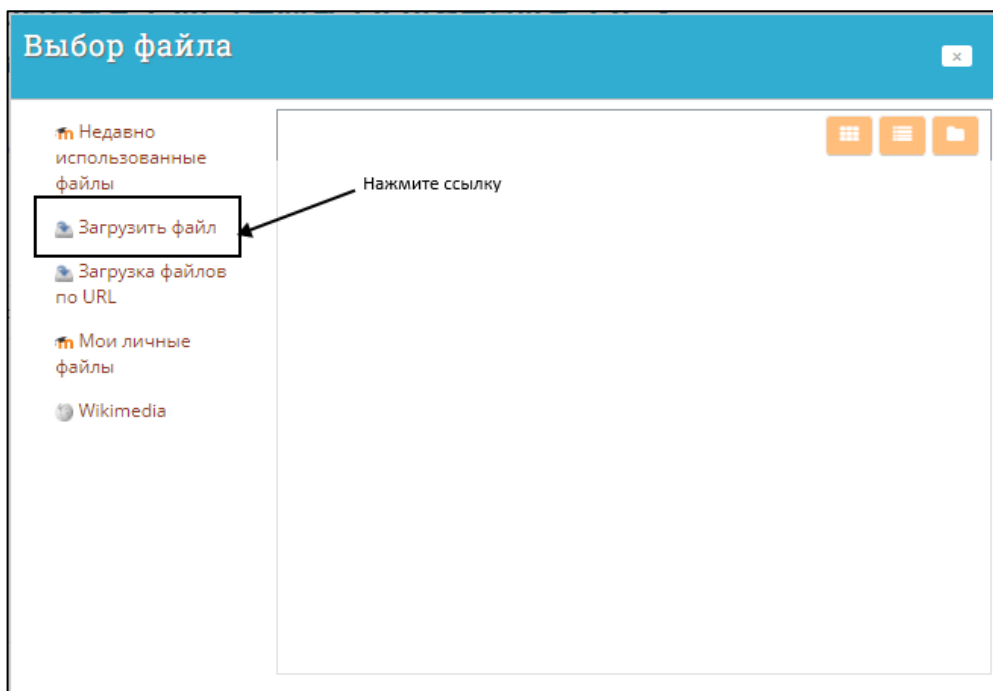 Выбор файла
Недавно
использованные
файлы
Нажмите ссылку
Загрузить файл
Загрузка файлов
по URL
Мои личные
файлы
Wikimedia